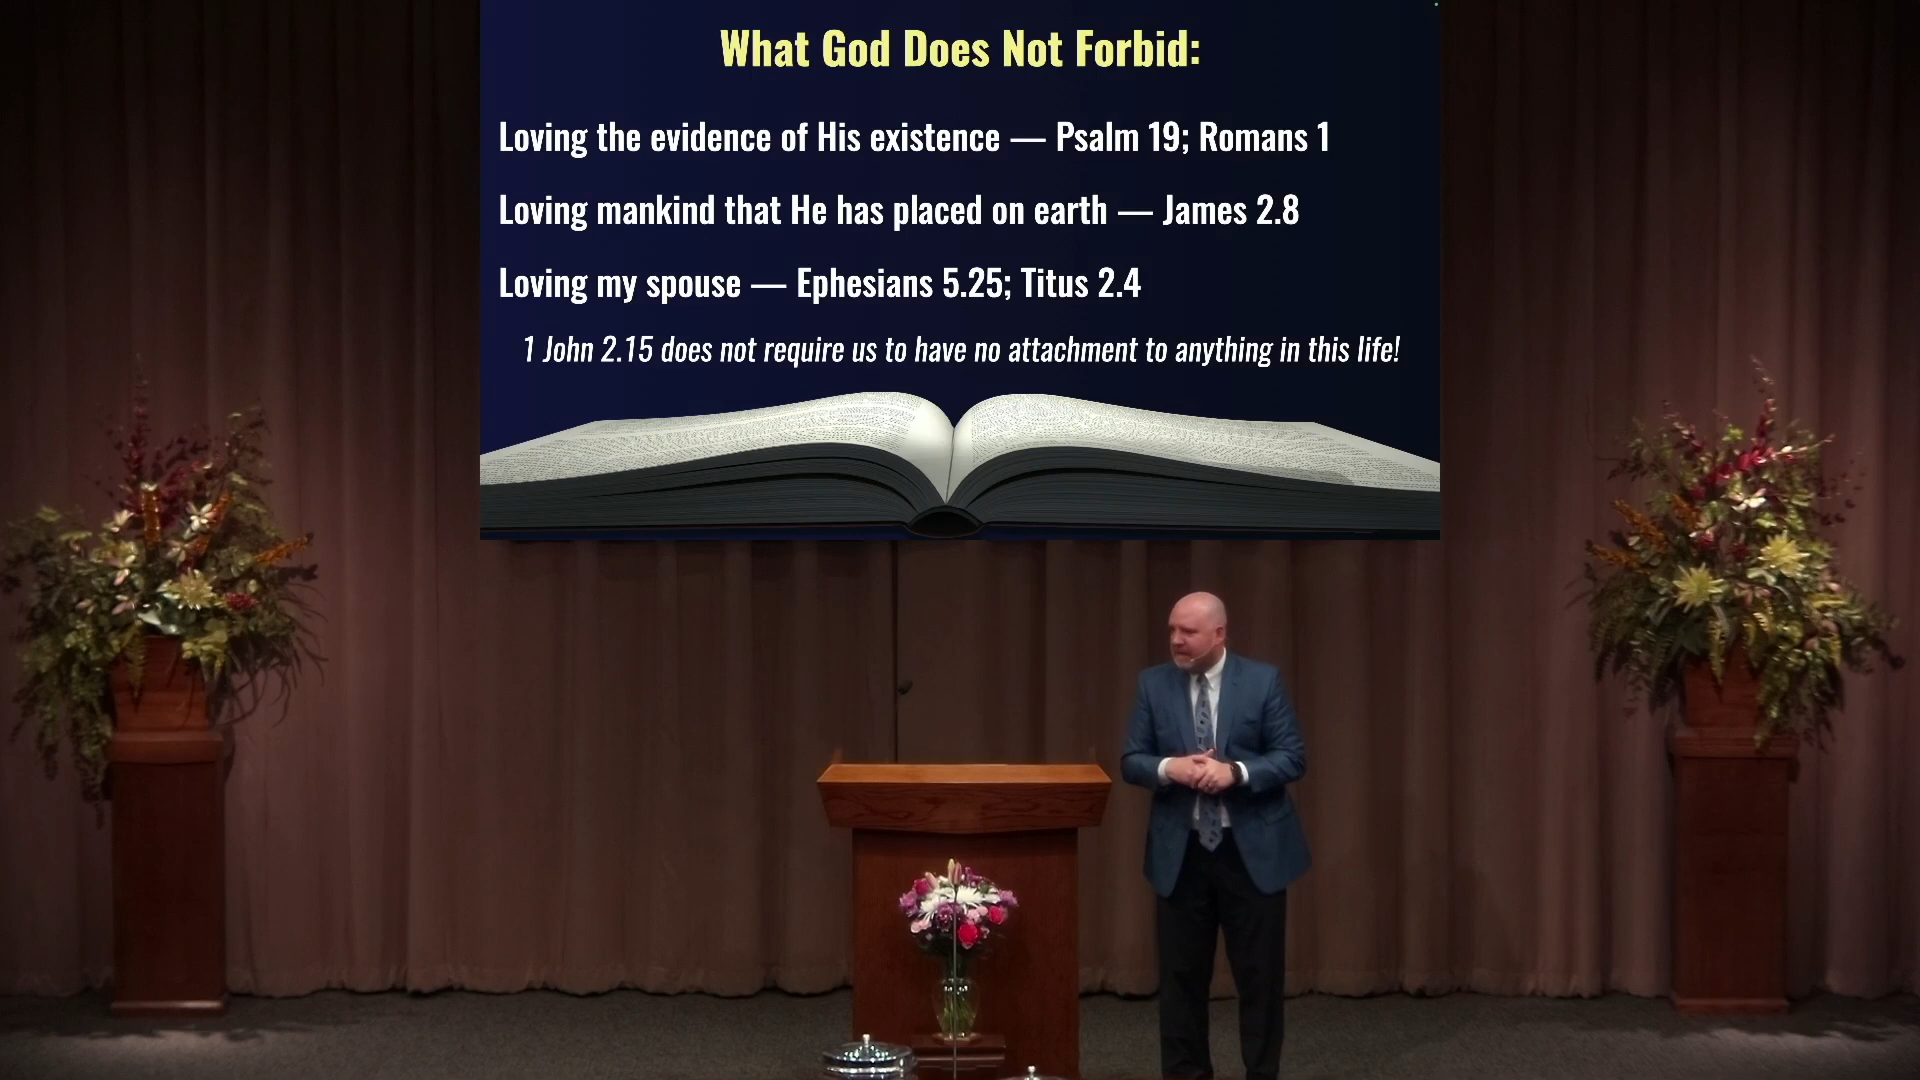 What God Does Not Forbid:
Loving the evidence of His existence — Psalm 19; Romans 1
Loving mankind that He has placed on earth — James 2.8
Loving my spouse — Ephesians 5.25; Titus 2.4
1 John 2.15 does not require us to have no attachment to anything in this life!